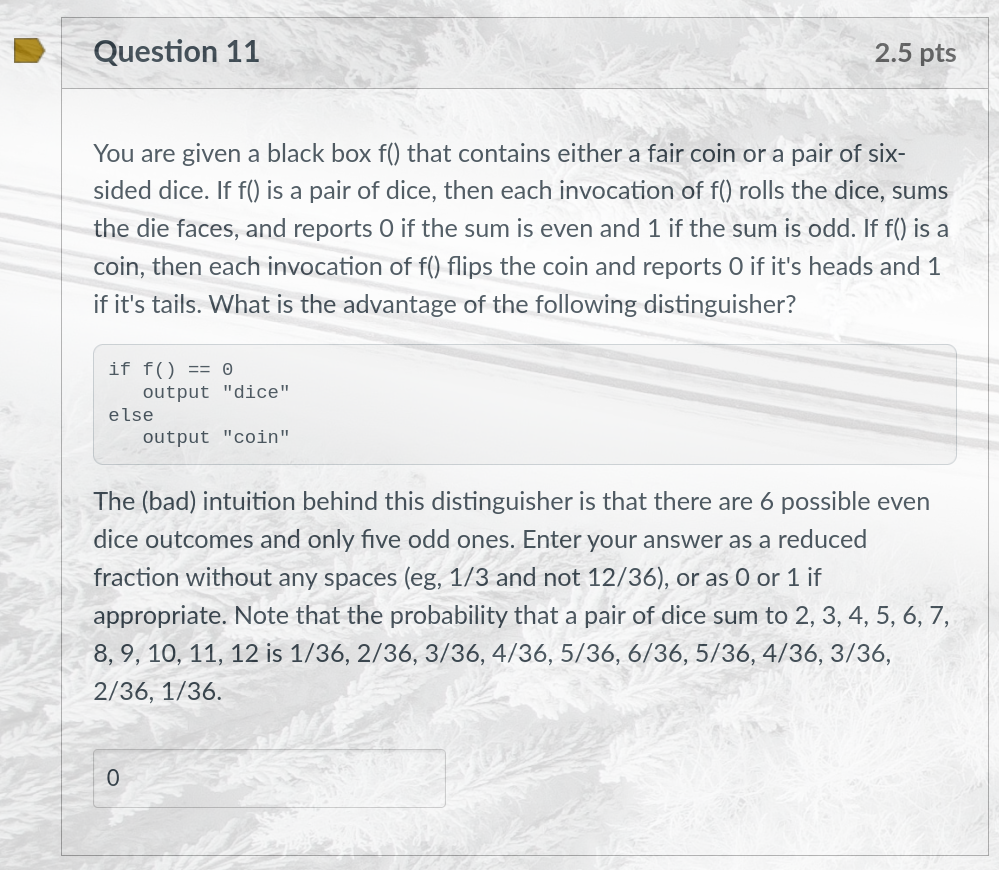 Question 11
2.5 pts
You are given a black box f() that contains either a fair coin or a pair of six-
sided dice. If f() is a pair of dice, then each invocation of f() rolls the dice, sums
the die faces, and reports 0 if the sum is even and 1 if the sum is odd. If f() is a
coin, then each invocation of f() flips the coin and reports 0 if it's heads and 1
if it's tails. What is the advantage of the following distinguisher?
if f() == 0
   output "dice"
else
   output "coin"
The (bad) intuition behind this distinguisher is that there are 6 possible even
dice outcomes and only five odd ones. Enter your answer as a reduced
fraction without any spaces (eg, 1/3 and not 12/36), or as 0 or 1 if
appropriate. Note that the probability that a pair of dice sum to 2, 3, 4, 5, 6, 7,
8, 9, 10, 11, 12 is 1/36, 2/36, 3/36, 4/36, 5/36, 6/36, 5/36, 4/36, 3/36,
2/36, 1/36.
0